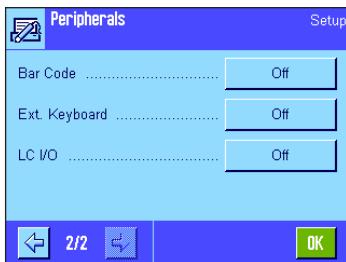 Peripherals Setup
Bar Code .............................. Off
Ext. Keyboard ....................... Off
LC I/O .................................. Off
2/2 OK